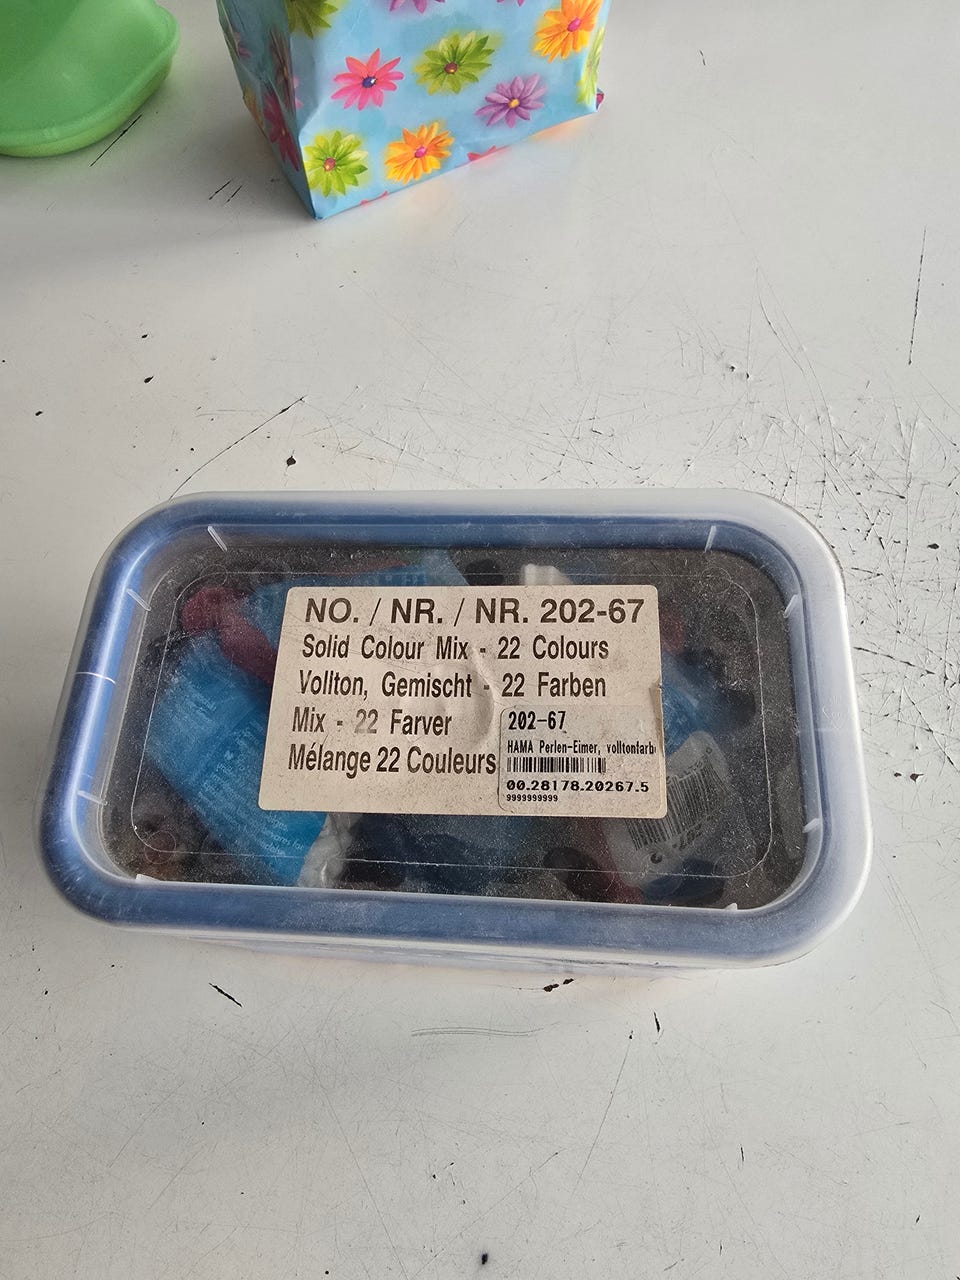 NO. / NR. / NR. 202-67
Solid Colour Mix - 22 Colours
Vollton, Gemischt - 22 Farben
Mix - 22 Farver
Mélange 22 Couleurs
202-67
HAMA Perlen-Eimer, volltonfarb
00.28178.20267.5
9999999999